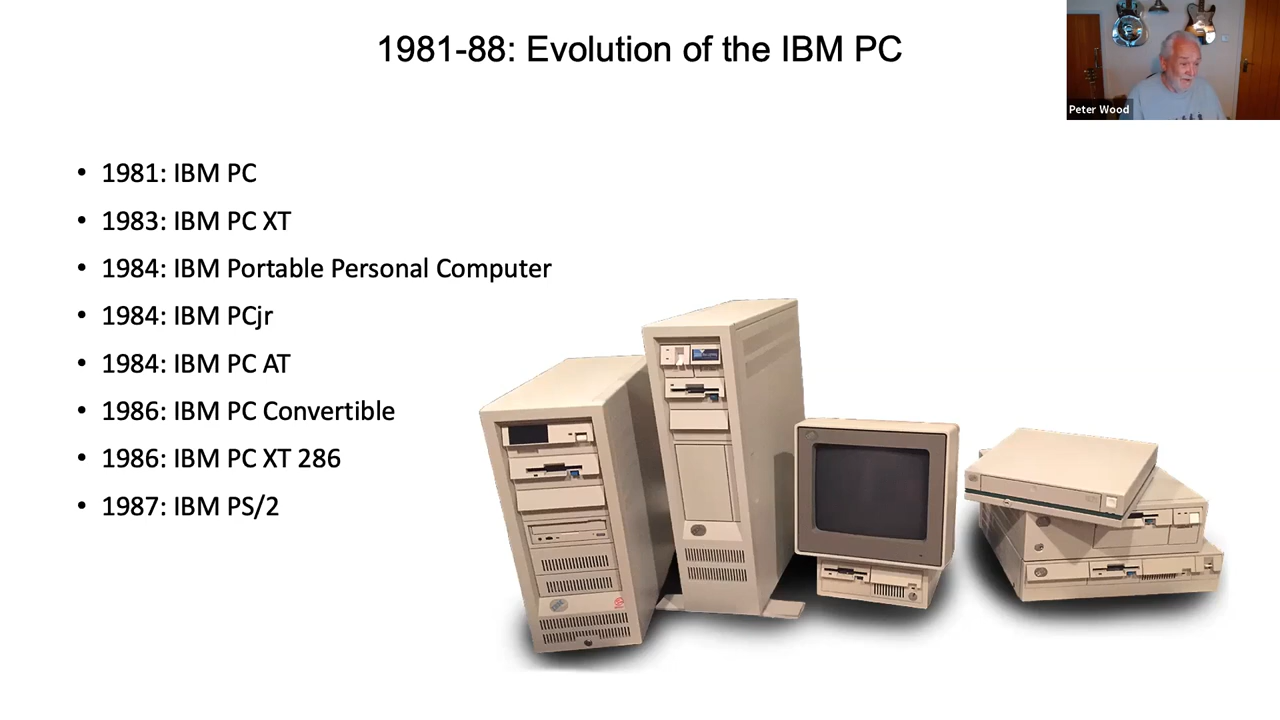 1981-88: Evolution of the IBM PC
Peter Wood
• 1981: IBM PC
• 1983: IBM PC XT
• 1984: IBM Portable Personal Computer
• 1984: IBM PCjr
• 1984: IBM PC AT
• 1986: IBM PC Convertible
• 1986: IBM PC XT 286
• 1987: IBM PS/2